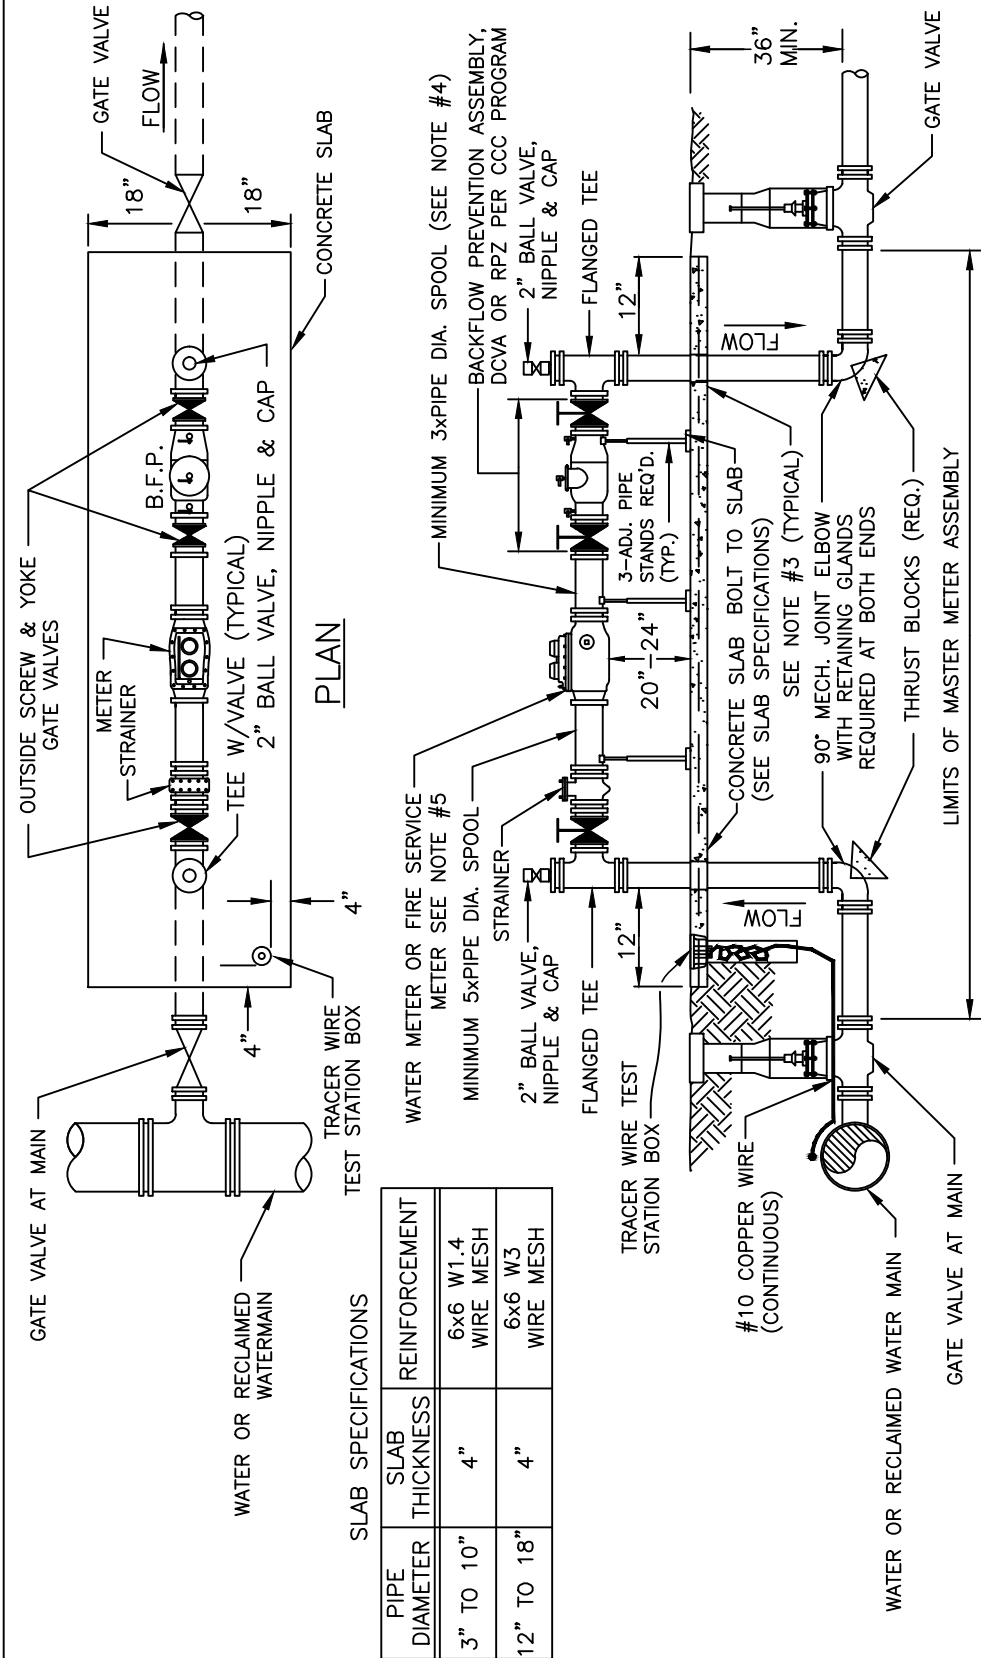 GATE VALVE AT MAIN
WATER OR RECLAIMED
WATERMAIN
OUTSIDE SCREW & YOKE
GATE VALVES
METER
STRAINER
B.F.P.
TEE W/VALVE (TYPICAL)
2" BALL VALVE, NIPPLE & CAP
18"
18"
GATE VALVE
FLOW
CONCRETE SLAB
4"
4"
TRACER WIRE
TEST STATION BOX
PLAN
SLAB SPECIFICATIONS
PIPE
DIAMETER
SLAB
THICKNESS
REINFORCEMENT
3" TO 10"
4"
6x6 W1.4
WIRE MESH
12" TO 18"
4"
6x6 W3
WIRE MESH
WATER METER OR FIRE SERVICE
METER SEE NOTE #5
MINIMUM 5xPIPE DIA. SPOOL
STRAINER
2" BALL VALVE,
NIPPLE & CAP
FLANGED TEE
MINIMUM 3xPIPE DIA. SPOOL (SEE NOTE #4)
BACKFLOW PREVENTION ASSEMBLY,
DCVA OR RPZ PER CCC PROGRAM
2" BALL VALVE,
NIPPLE & CAP
FLANGED TEE
12"
12"
20"-24"
3-ADJ. PIPE
STANDS REQ'D.
(TYP.)
36"
MIN.
FLOW
FLOW
TRACER WIRE TEST
STATION BOX
#10 COPPER WIRE
(CONTINUOUS)
CONCRETE SLAB
(SEE SLAB SPECIFICATIONS)
BOLT TO SLAB
SEE NOTE #3 (TYPICAL)
90° MECH. JOINT ELBOW
WITH RETAINING GLANDS
REQUIRED AT BOTH ENDS
THRUST BLOCKS (REQ.)
LIMITS OF MASTER METER ASSEMBLY
GATE VALVE
WATER OR RECLAIMED WATER MAIN
GATE VALVE AT MAIN